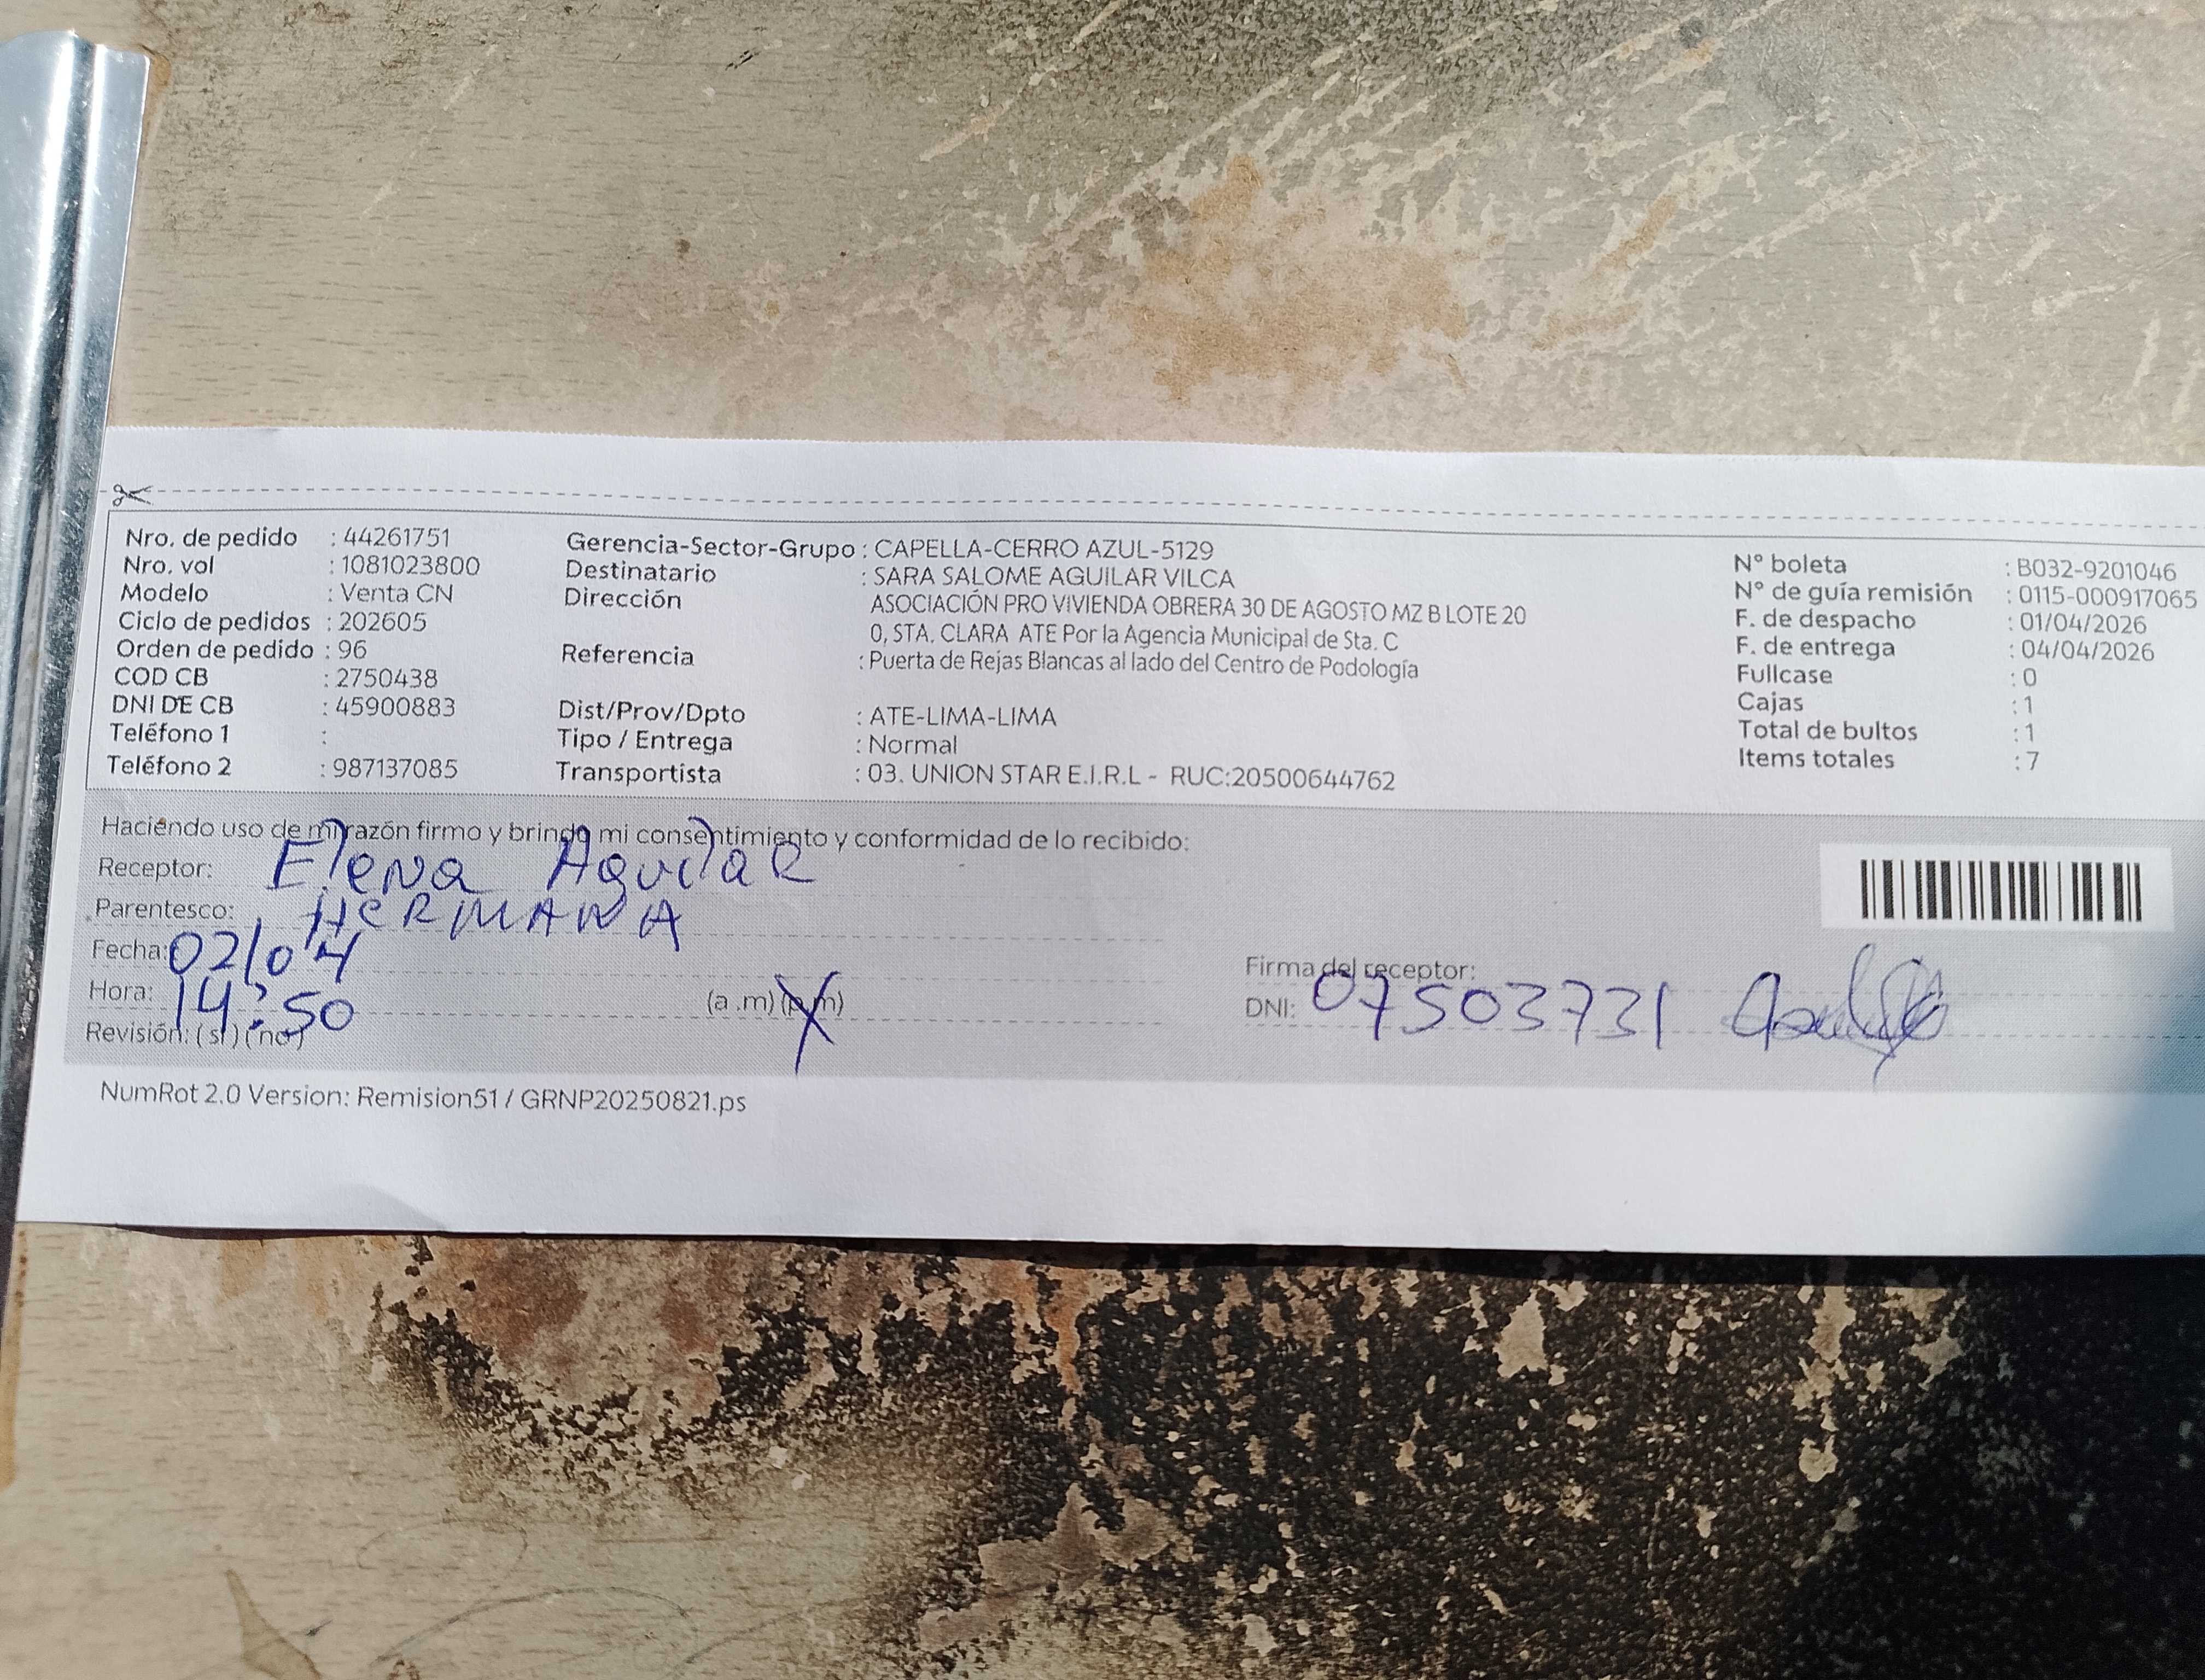 Nro. de pedido : 44261751
Nro. vol : 1081023800
Modelo : Venta CN
Ciclo de pedidos : 202605
Orden de pedido : 96
COD CB : 2750438
DNI DE CB : 45900883
Teléfono 1 :
Teléfono 2 : 987137085
Gerencia-Sector-Grupo : CAPELLA-CERRO AZUL-5129
Destinatario : SARA SALOME AGUILAR VILCA
Dirección ASOCIACIÓN PRO VIVIENDA OBRERA 30 DE AGOSTO MZ B LOTE 20
0, STA. CLARA ATE Por la Agencia Municipal de Sta. C
Referencia : Puerta de Rejas Blancas al lado del Centro de Podología
Dist/Prov/Dpto : ATE-LIMA-LIMA
Tipo / Entrega : Normal
Transportista : 03. UNION STAR E.I.R.L - RUC:20500644762
N° boleta : B032-9201046
N° de guía remisión : 0115-000917065
F. de despacho : 01/04/2026
F. de entrega : 04/04/2026
Fullcase : 0
Cajas : 1
Total de bultos : 1
Items totales : 7
Haciendo uso de mi razón firmo y brindo mi consentimiento y conformidad de lo recibido:
Receptor: Elena Aguilar
Parentesco: HERMANA
Fecha: 02/04
Hora: 14:50 (a .m) (p.m)
Revisión: ( si ) ( no )
Firma del receptor:
DNI: 07503731
NumRot 2.0 Version: Remision51 / GRNP20250821.ps